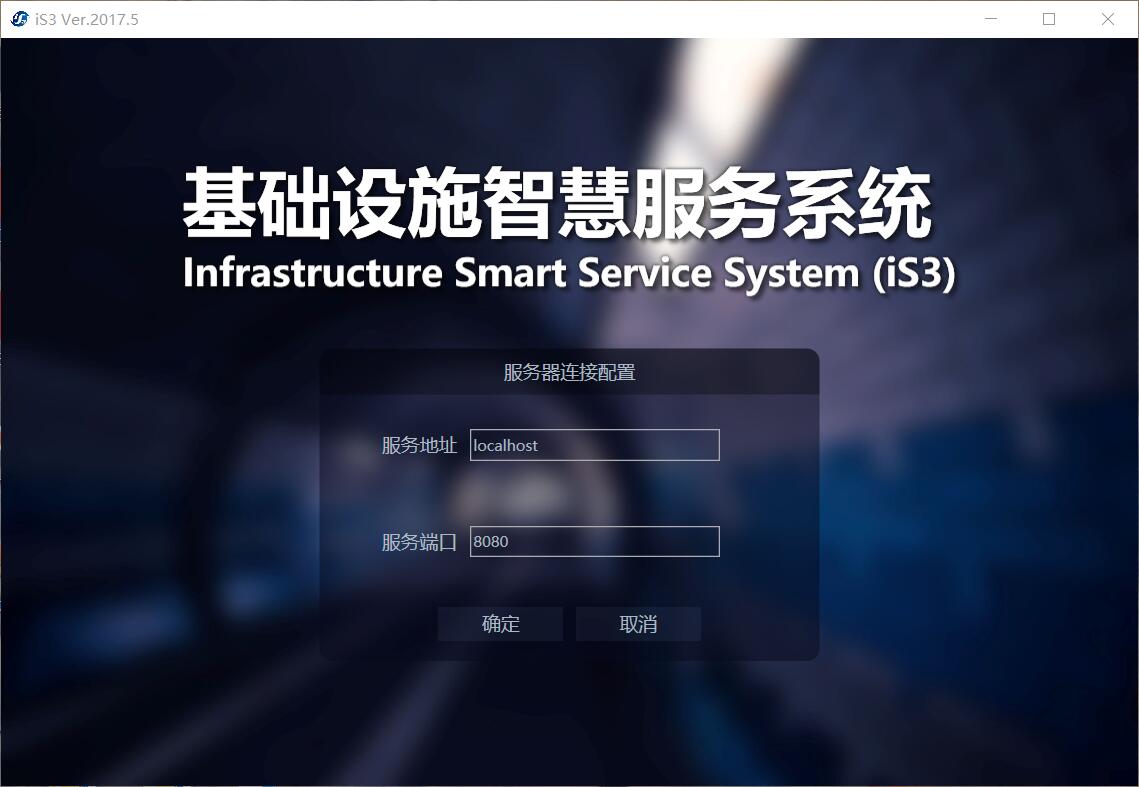 iS3 Ver.2017.5
基础设施智慧服务系统
Infrastructure Smart Service System (iS3)
服务器连接配置
服务地址 localhost
服务端口 8080
确定 取消